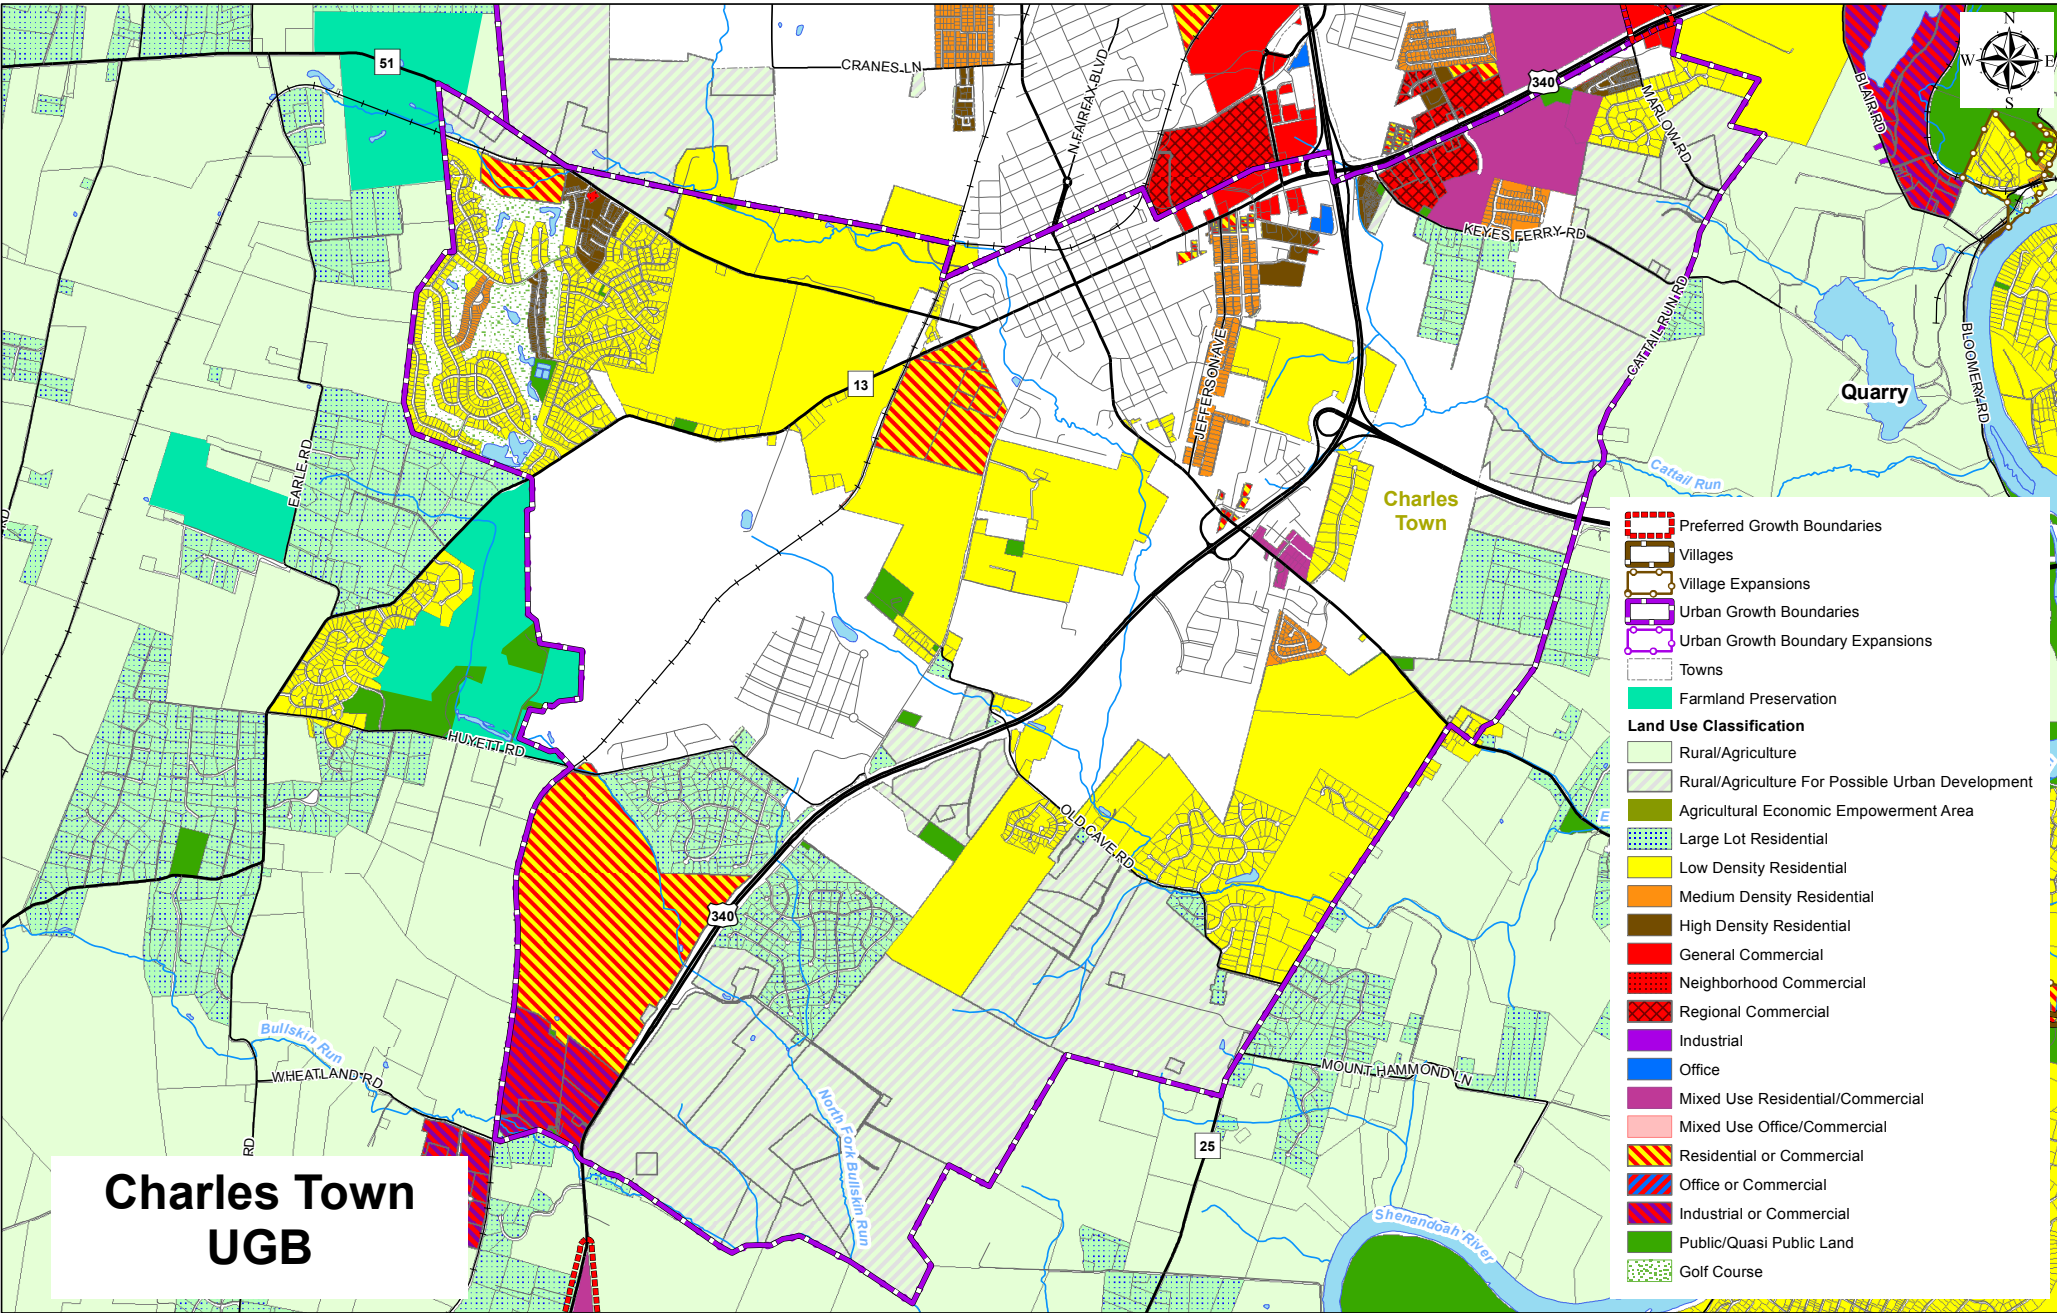 51
CRANES LN
N FAIRFAX BLVD
340
MARLOW RD
BLAIR RD
N
W
E
S
KEYES FERRY RD
CATTAIL RUN RD
BLOOMERY RD
Quarry
13
JEFFERSON AVE
EARLE RD
RD
Cattail Run
Charles
Town
HUYETT RD
OLD CAVE RD
340
Bullskin Run
WHEATLAND RD
RD
North Fork Bullskin Run
MOUNT HAMMOND LN
25
Shenandoah River
E
Preferred Growth Boundaries
Villages
Village Expansions
Urban Growth Boundaries
Urban Growth Boundary Expansions
Towns
Farmland Preservation
Land Use Classification
Rural/Agriculture
Rural/Agriculture For Possible Urban Development
Agricultural Economic Empowerment Area
Large Lot Residential
Low Density Residential
Medium Density Residential
High Density Residential
General Commercial
Neighborhood Commercial
Regional Commercial
Industrial
Office
Mixed Use Residential/Commercial
Mixed Use Office/Commercial
Residential or Commercial
Office or Commercial
Industrial or Commercial
Public/Quasi Public Land
Golf Course
Charles Town
UGB